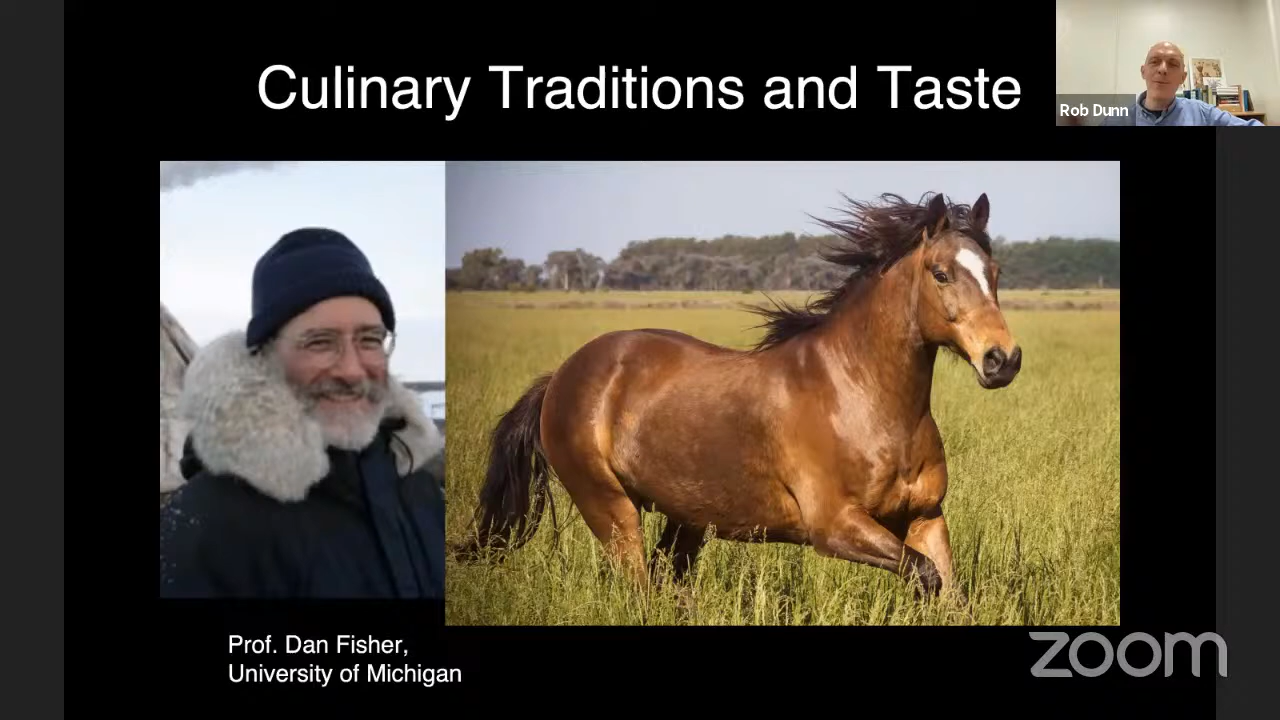 Culinary Traditions and Taste
Rob Dunn
Prof. Dan Fisher,
University of Michigan
zoom